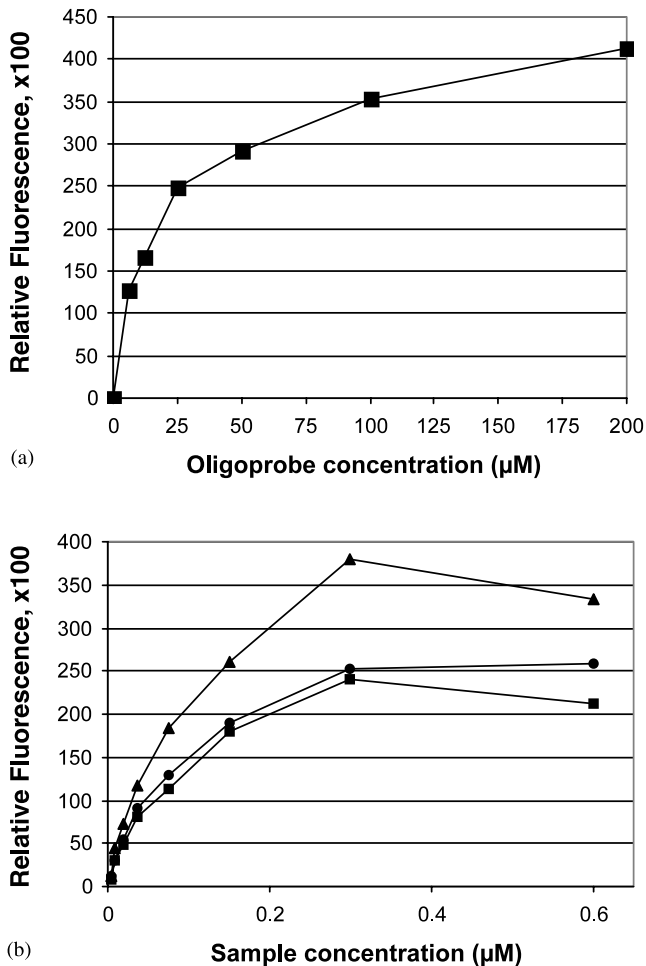 Relative Fluorescence, x100
450
400
350
300
250
200
150
100
50
0
0 25 50 75 100 125 150 175 200
(a)
Oligoprobe concentration (μM)
Relative Fluorescence, x100
400
350
300
250
200
150
100
50
0
0 0.2 0.4 0.6
(b)
Sample concentration (μM)